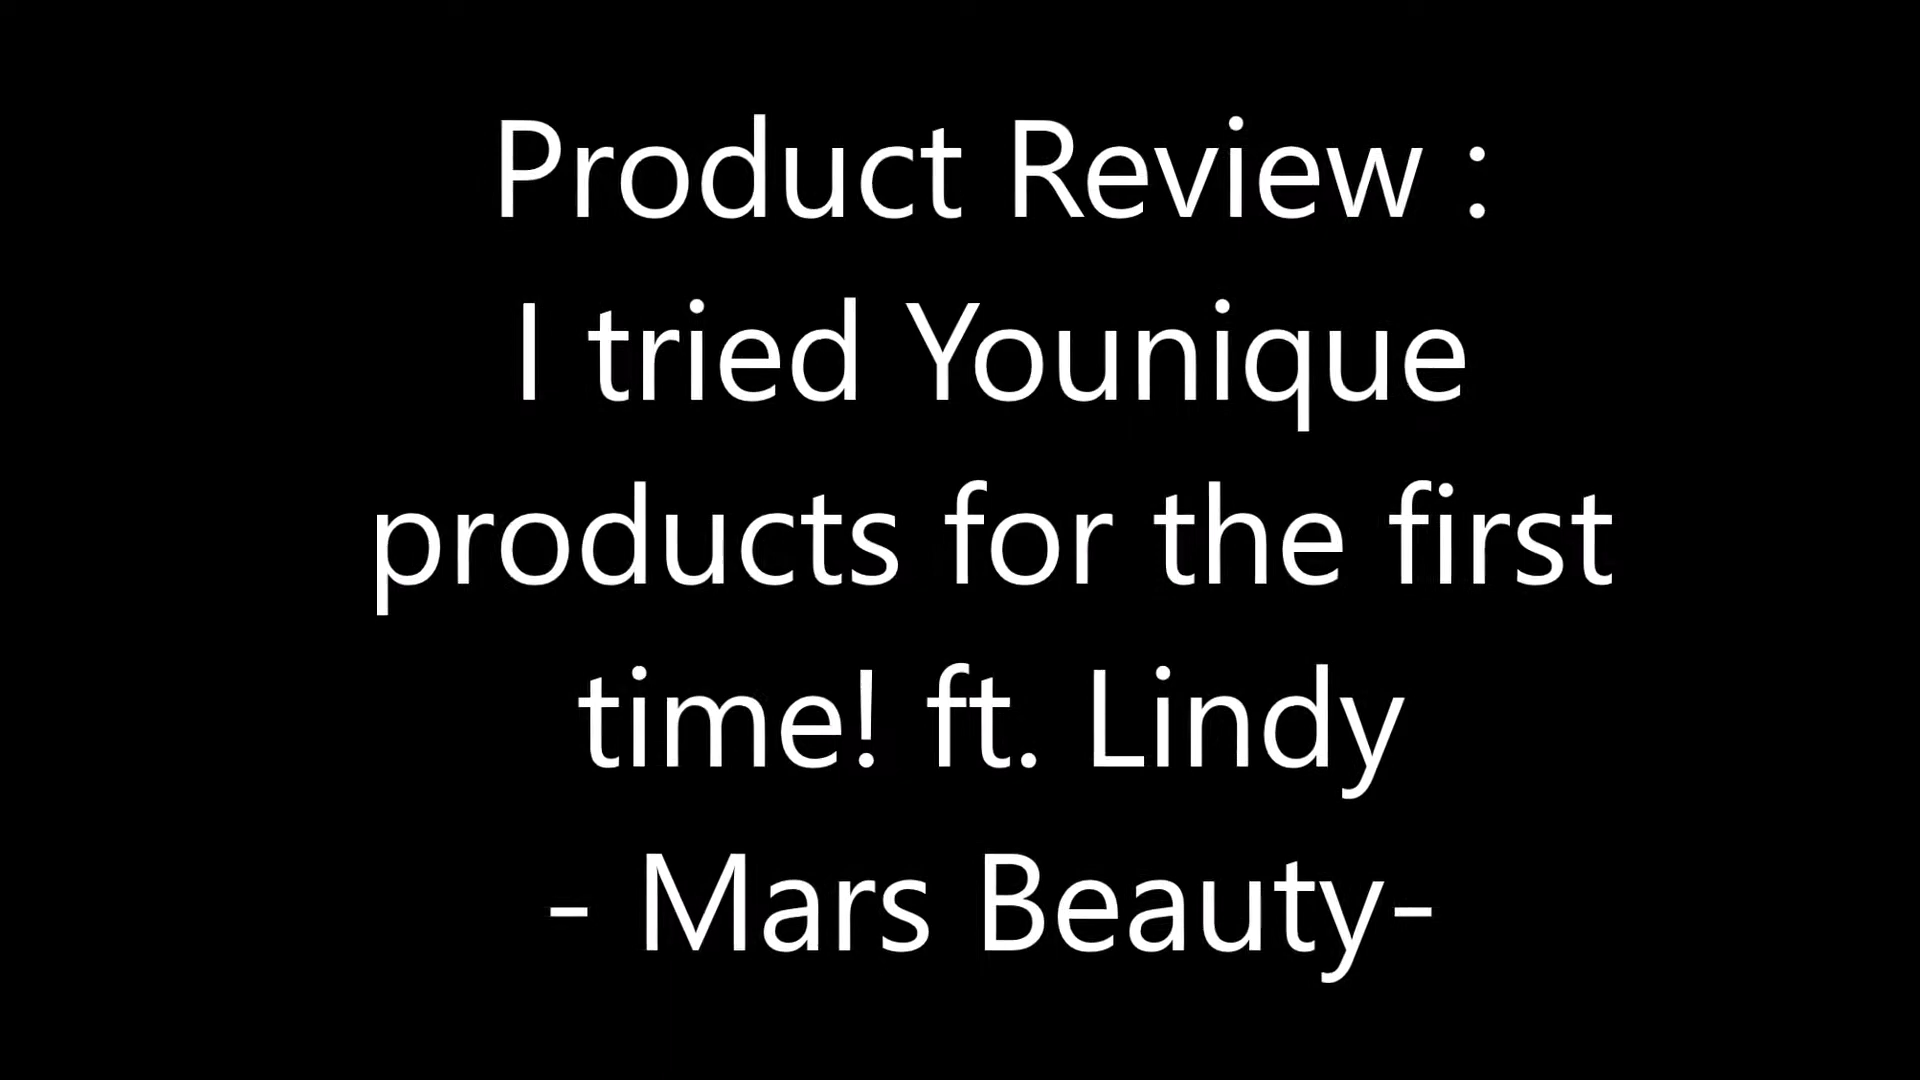 Product Review :
I tried Younique
products for the first
time! ft. Lindy
- Mars Beauty-